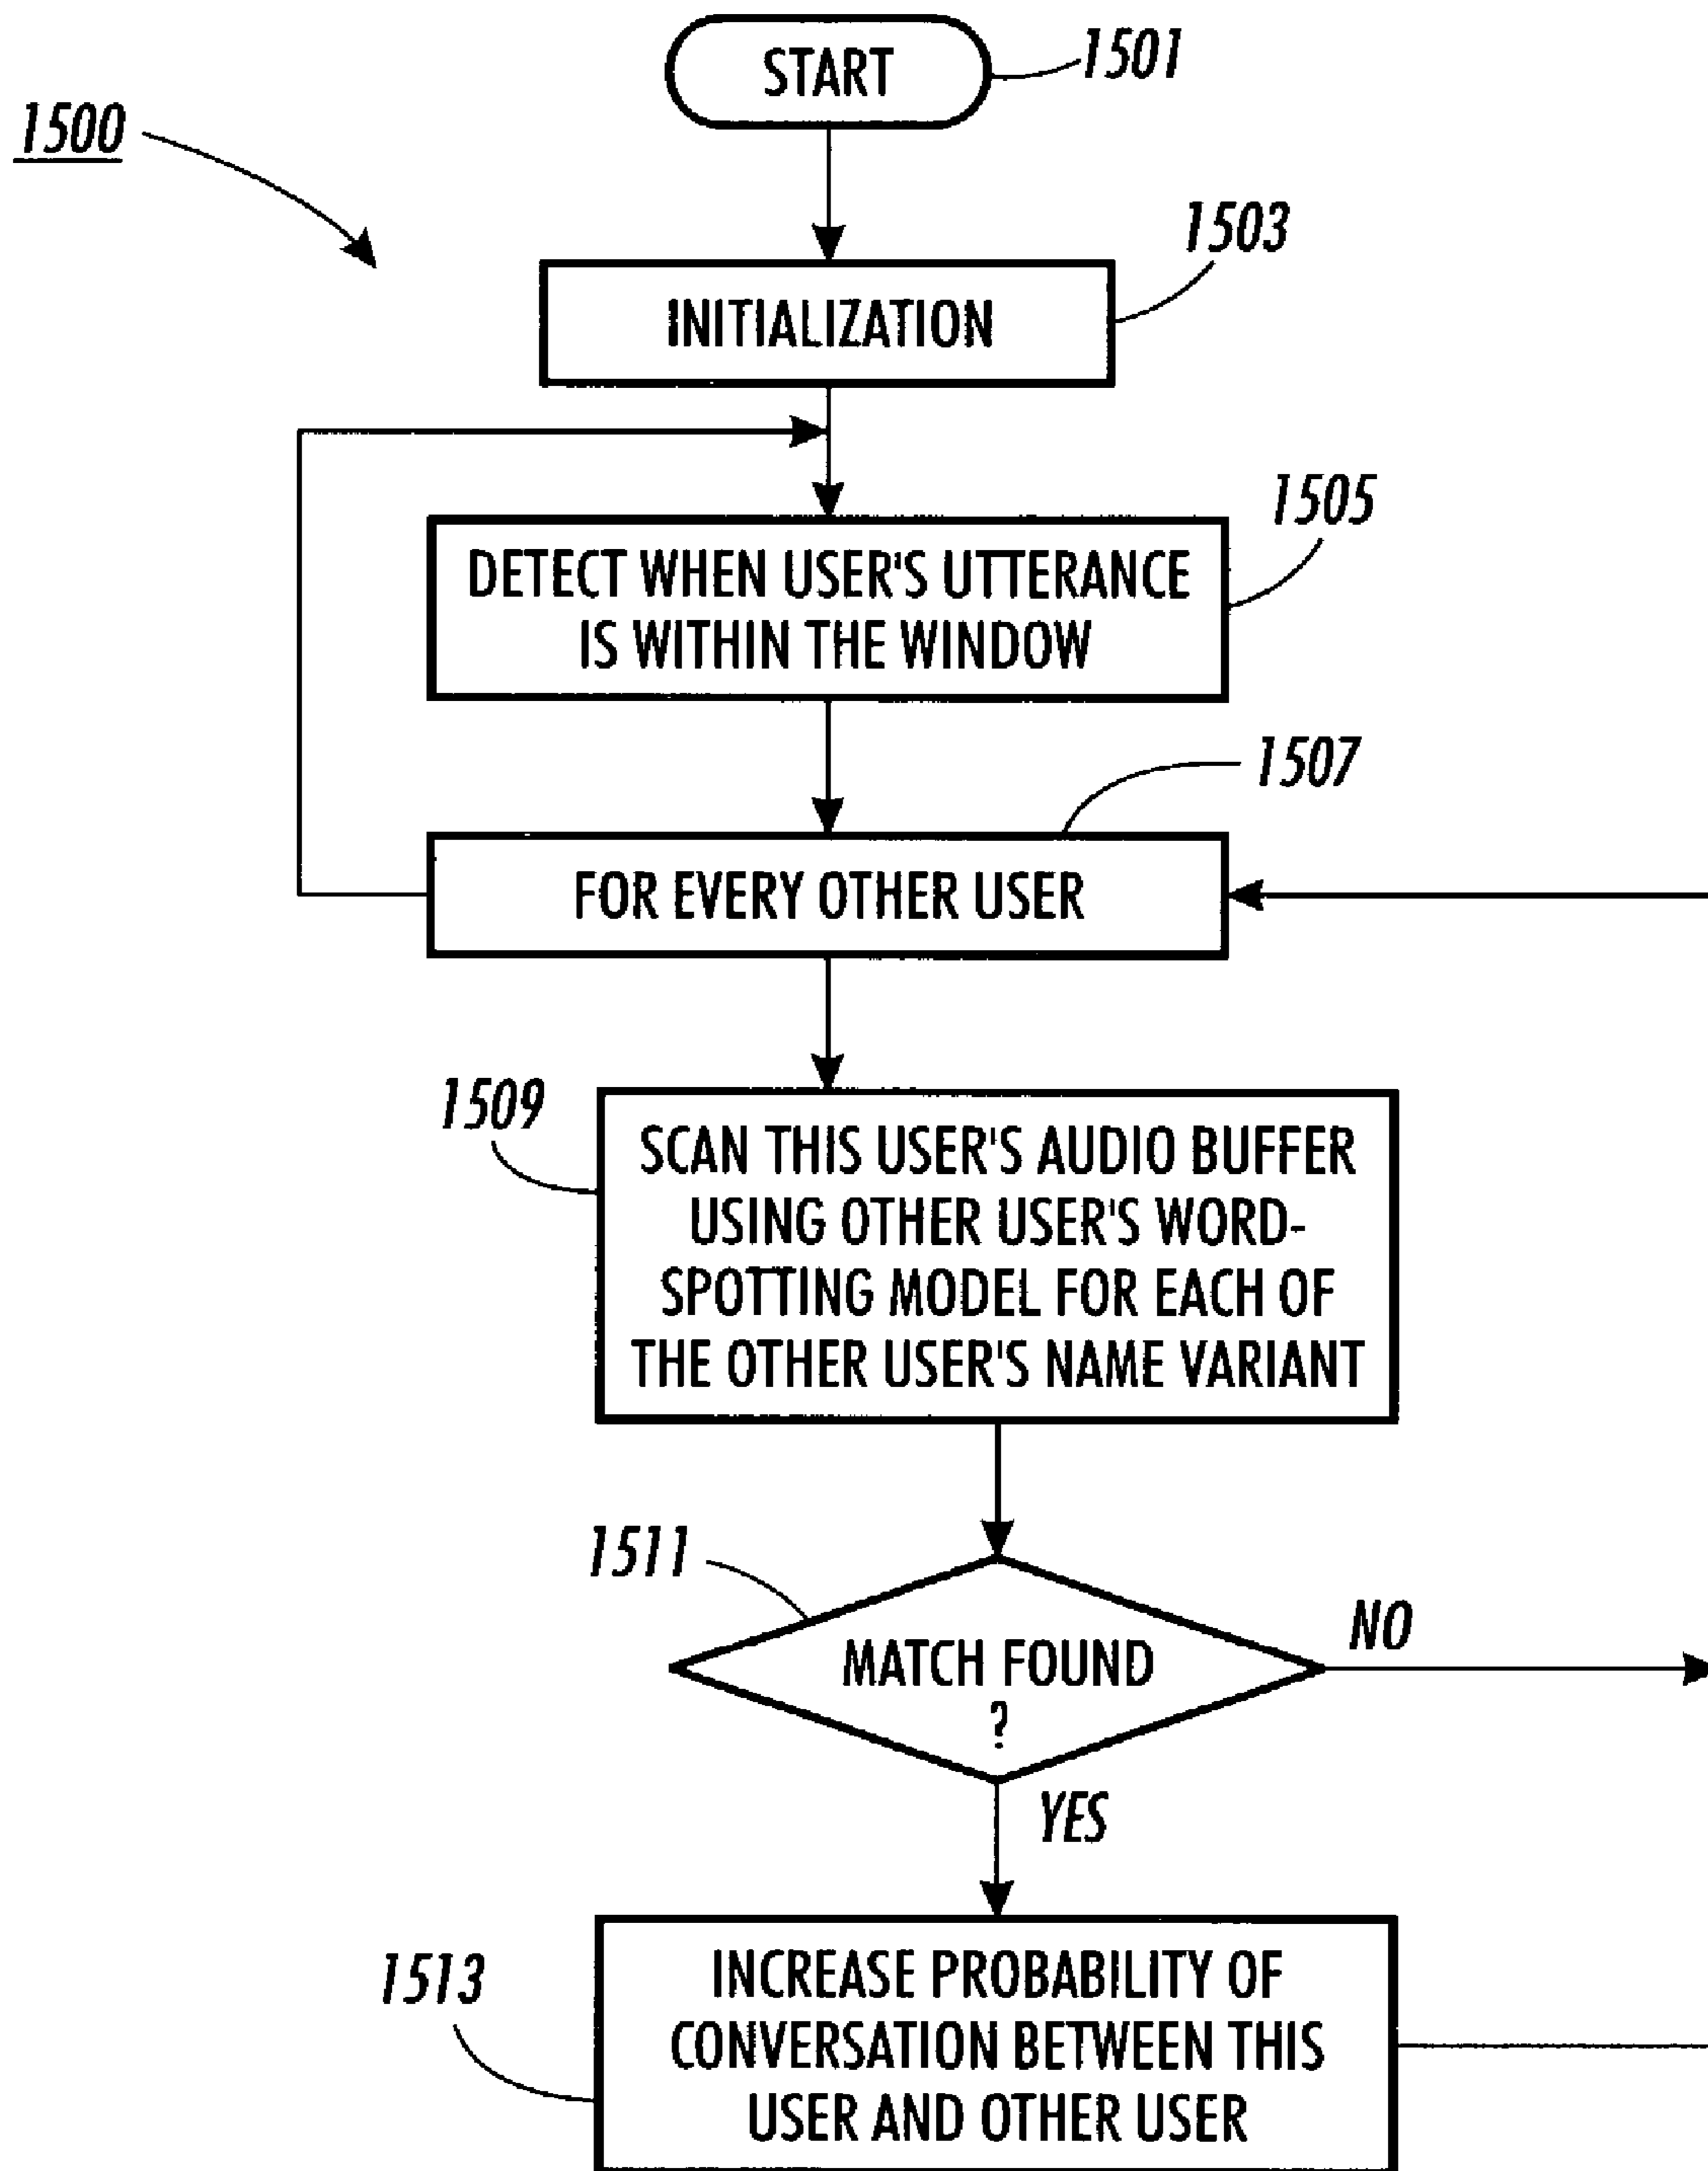 START
1501
1500
1503
INITIALIZATION
1505
DETECT WHEN USER'S UTTERANCE
IS WITHIN THE WINDOW
1507
FOR EVERY OTHER USER
1509
SCAN THIS USER'S AUDIO BUFFER
USING OTHER USER'S WORD-
SPOTTING MODEL FOR EACH OF
THE OTHER USER'S NAME VARIANT
1511
MATCH FOUND
?
NO
YES
1513
INCREASE PROBABILITY OF
CONVERSATION BETWEEN THIS
USER AND OTHER USER